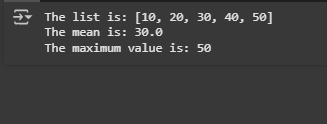 The list is: [10, 20, 30, 40, 50]
The mean is: 30.0
The maximum value is: 50